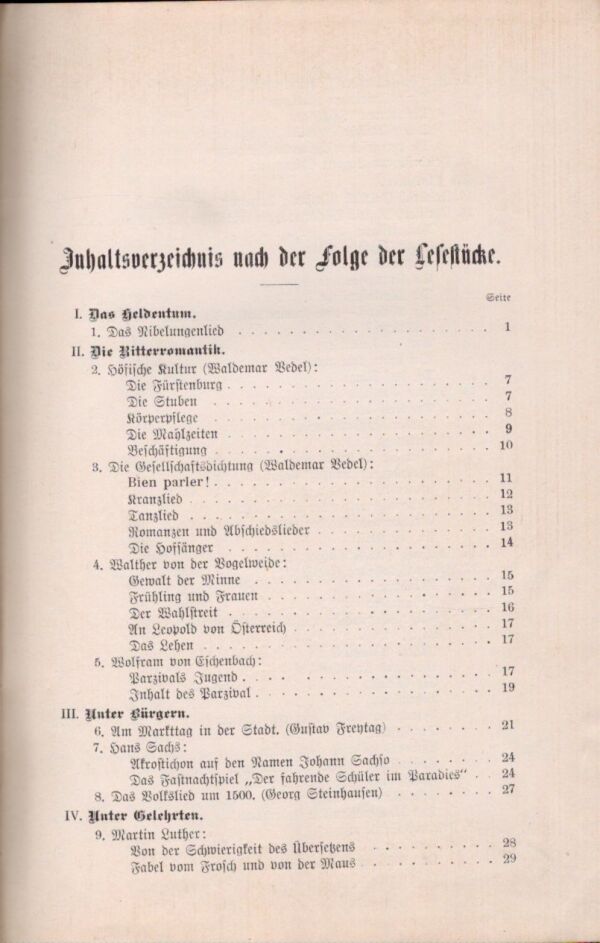 Inhaltsverzeichnis nach der Folge der Lesestücke.
Seite
I. Das Heldentum.
1. Das Nibelungenlied . . . . . . . . . . . . . . . . 1
II. Die Ritterromantik.
2. Höfische Kultur (Waldemar Vedel):
Die Fürstenburg . . . . . . . . . . . . . . . . 7
Die Stuben . . . . . . . . . . . . . . . . 7
Körperpflege . . . . . . . . . . . . . . . . 8
Die Mahlzeiten . . . . . . . . . . . . . . . . 9
Beschäftigung . . . . . . . . . . . . . . . . 10
3. Die Gesellschaftsdichtung (Waldemar Vedel):
Bien parler! . . . . . . . . . . . . . . . . 11
Kranzlied . . . . . . . . . . . . . . . . 12
Tanzlied . . . . . . . . . . . . . . . . 13
Romanzen und Abschiedslieder . . . . . . . . . . . 13
Die Hofsänger . . . . . . . . . . . . . . . . 14
4. Walther von der Vogelweide:
Gewalt der Minne . . . . . . . . . . . . . . . 15
Frühling und Frauen . . . . . . . . . . . . . . 15
Der Wahlstreit . . . . . . . . . . . . . . . . 16
An Leopold von Österreich . . . . . . . . . . . . 17
Das Lehen . . . . . . . . . . . . . . . . 17
5. Wolfram von Eschenbach:
Parzivals Jugend . . . . . . . . . . . . . . . 17
Inhalt des Parzival . . . . . . . . . . . . . . 19
III. Unter Bürgern.
6. Am Markttag in der Stadt. (Gustav Freytag) . . . . . . 21
7. Hans Sachs:
Akrostichon auf den Namen Johann Sachso . . . . . . 24
Das Fastnachtspiel „Der fahrende Schüler im Paradies“ . . 24
8. Das Volkslied um 1500. (Georg Steinhausen) . . . . . . 27
IV. Unter Gelehrten.
9. Martin Luther:
Von der Schwierigkeit des Übersetzens . . . . . . . . 28
Fabel vom Frosch und von der Maus . . . . . . . . . 29